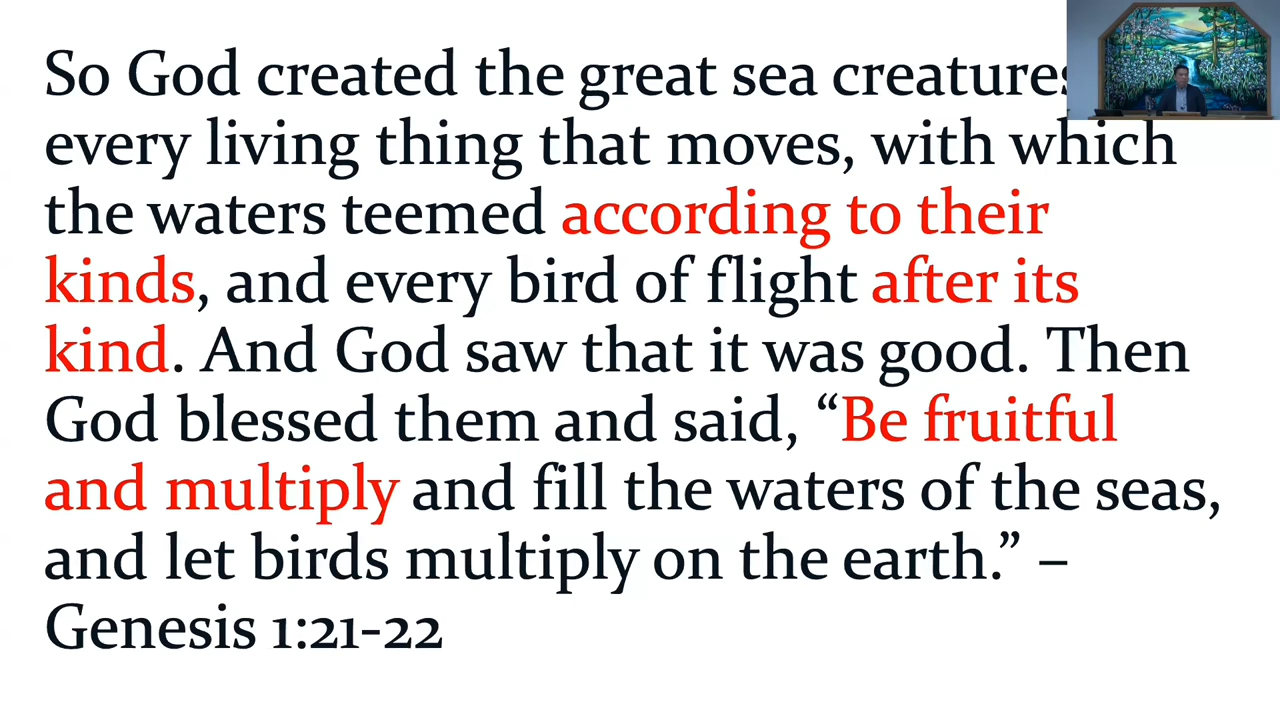 So God created the great sea creatures
every living thing that moves, with which
the waters teemed according to their
kinds, and every bird of flight after its
kind. And God saw that it was good. Then
God blessed them and said, “Be fruitful
and multiply and fill the waters of the seas,
and let birds multiply on the earth.” –
Genesis 1:21-22